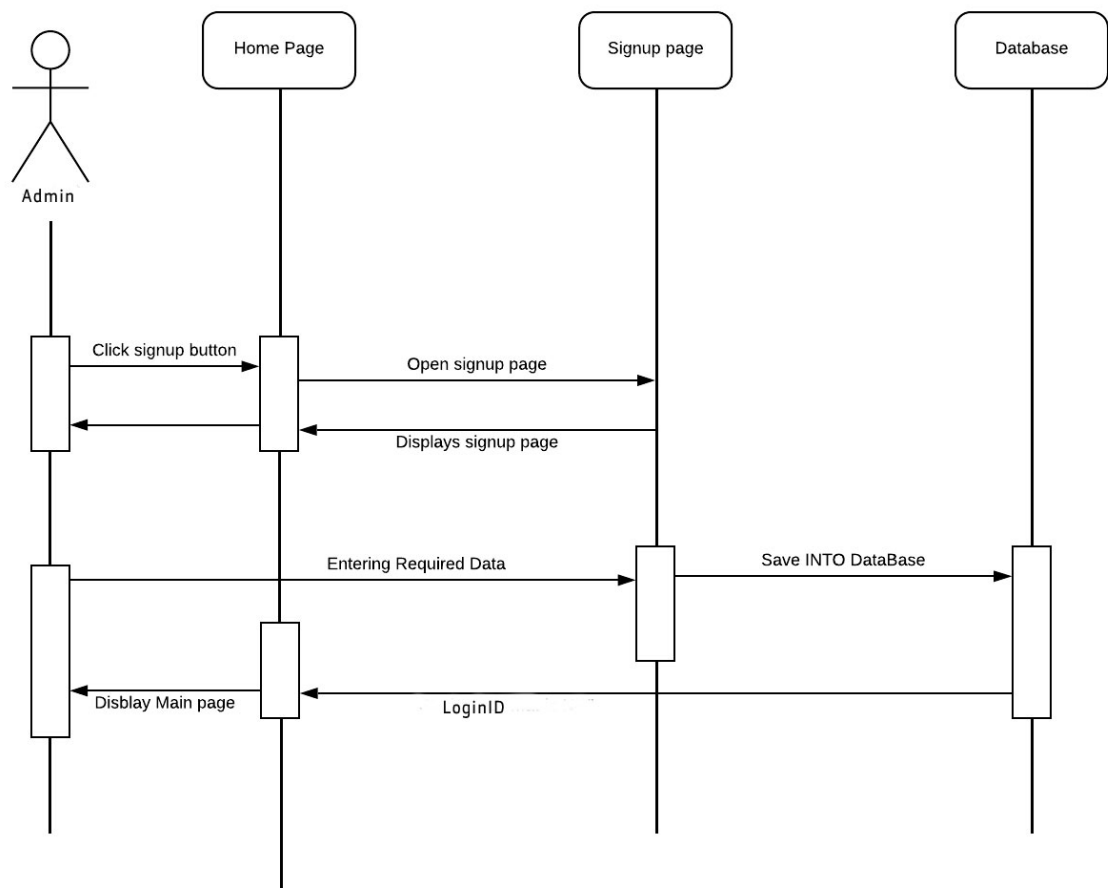 Home Page
Signup page
Database
Admin
Click signup button
Open signup page
Displays signup page
Entering Required Data
Save INTO DataBase
Disblay Main page
LoginID